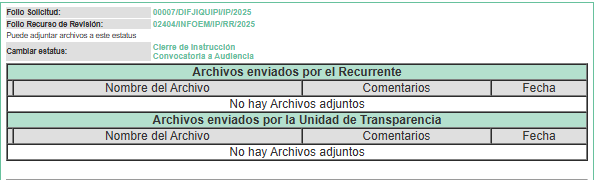 Folio Solicitud: 00007/DIFJIQUIPI/IP/2025
Folio Recurso de Revisión: 02404/INFOEM/IP/RR/2025
Puede adjuntar archivos a este estatus
Cambiar estatus: Cierre de Instrucción
Convocatoria a Audiencia
Archivos enviados por el Recurrente
Nombre del Archivo Comentarios Fecha
No hay Archivos adjuntos
Archivos enviados por la Unidad de Transparencia
Nombre del Archivo Comentarios Fecha
No hay Archivos adjuntos